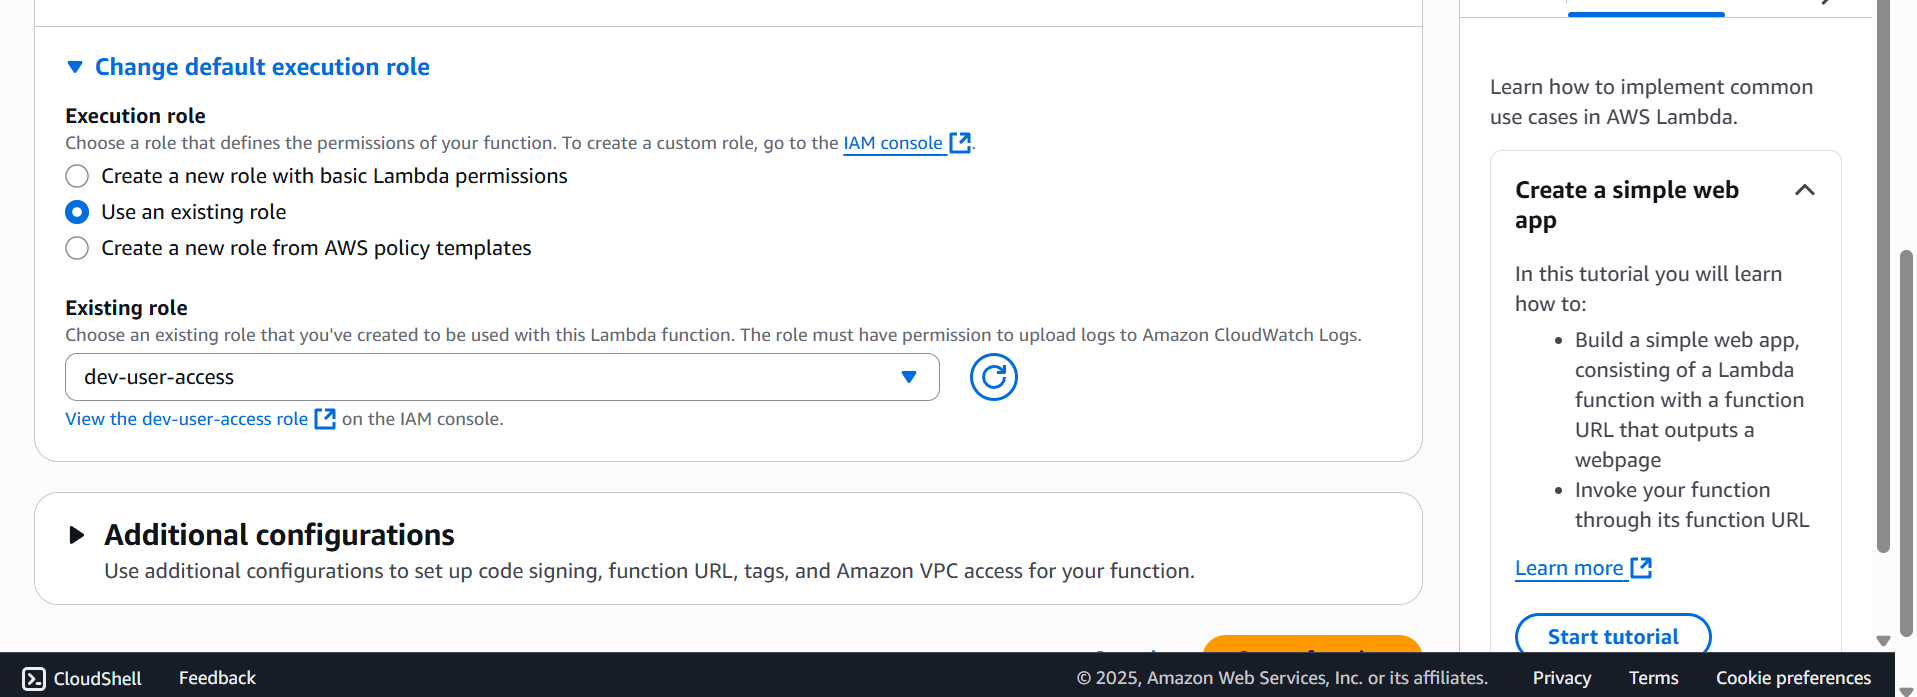 Change default execution role
Execution role
Choose a role that defines the permissions of your function. To create a custom role, go to the IAM console.
Create a new role with basic Lambda permissions
Use an existing role
Create a new role from AWS policy templates
Existing role
Choose an existing role that you've created to be used with this Lambda function. The role must have permission to upload logs to Amazon CloudWatch Logs.
dev-user-access
View the dev-user-access role on the IAM console.
Additional configurations
Use additional configurations to set up code signing, function URL, tags, and Amazon VPC access for your function.
Learn how to implement common
use cases in AWS Lambda.
Create a simple web
app
In this tutorial you will learn
how to:
• Build a simple web app,
consisting of a Lambda
function with a function
URL that outputs a
webpage
• Invoke your function
through its function URL
Learn more
Start tutorial
CloudShell Feedback © 2025, Amazon Web Services, Inc. or its affiliates. Privacy Terms Cookie preferences